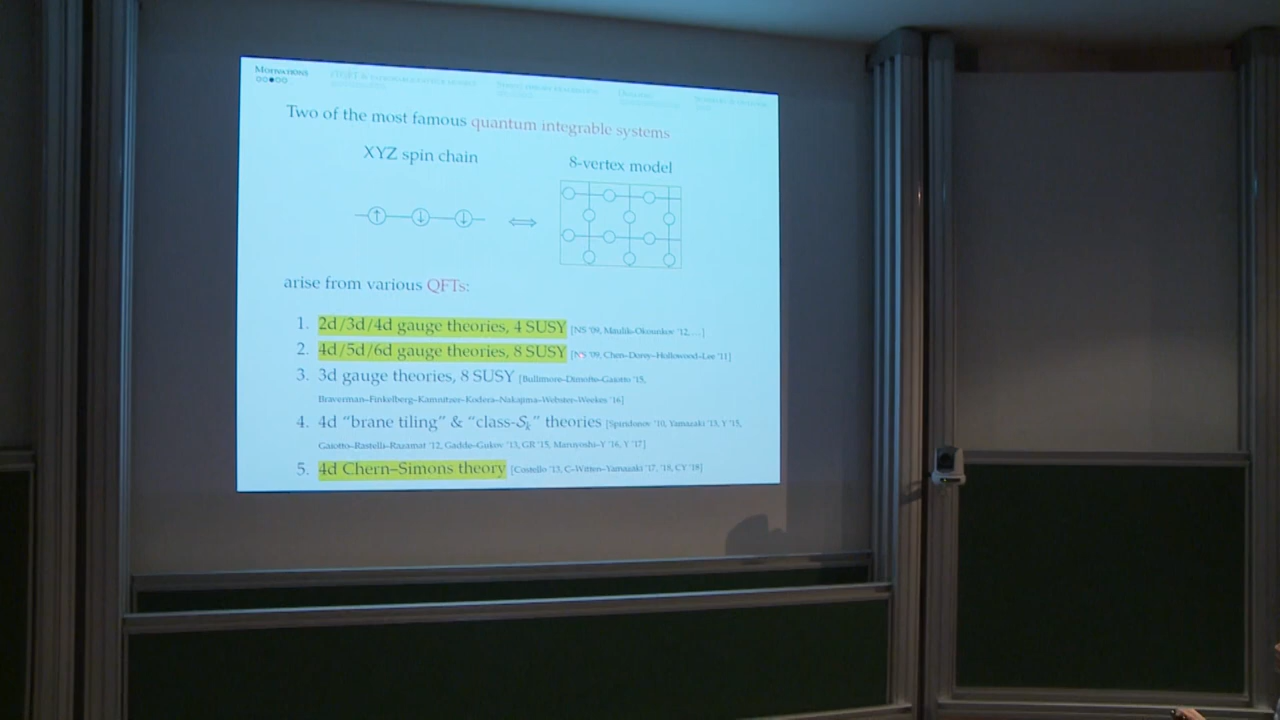 MOTIVATIONS
Two of the most famous quantum integrable systems
XYZ spin chain
8-vertex model
arise from various QFTs:
1. 2d/3d/4d gauge theories, 4 SUSY [NS '09, Maulik–Okounkov '12, …]
2. 4d/5d/6d gauge theories, 8 SUSY [NS '09, Chen–Dorey–Hollowood–Lee '11]
3. 3d gauge theories, 8 SUSY [Bullimore–Dimofte–Gaiotto '15,
Braverman–Finkelberg–Kamnitzer–Kodera–Nakajima–Webster–Weekes '16]
4. 4d "brane tiling" & "class-𝒮ₖ" theories [Spiridonov '10, Yamazaki '13, Y '15,
Gaiotto–Rastelli–Razamat '12, Gadde–Gukov '13, GR '15, Maruyoshi–Y '16, Y '17]
5. 4d Chern–Simons theory [Costello '13, C–Witten–Yamazaki '17, '18, CY '18]